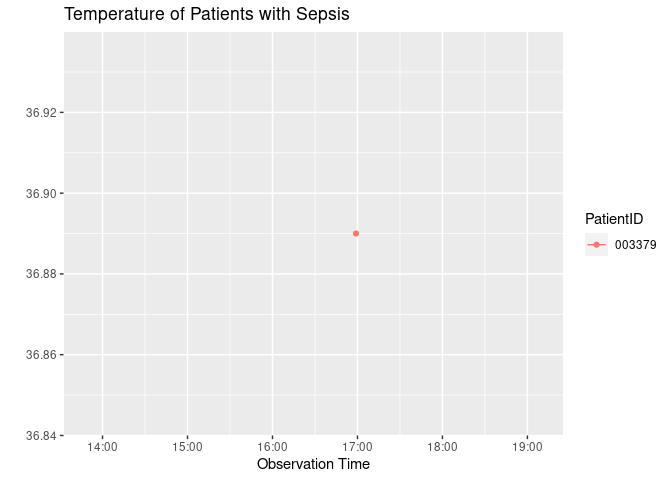 Temperature of Patients with Sepsis
36.92
36.90
36.88
36.86
36.84
14:00 15:00 16:00 17:00 18:00 19:00
Observation Time
PatientID
003379